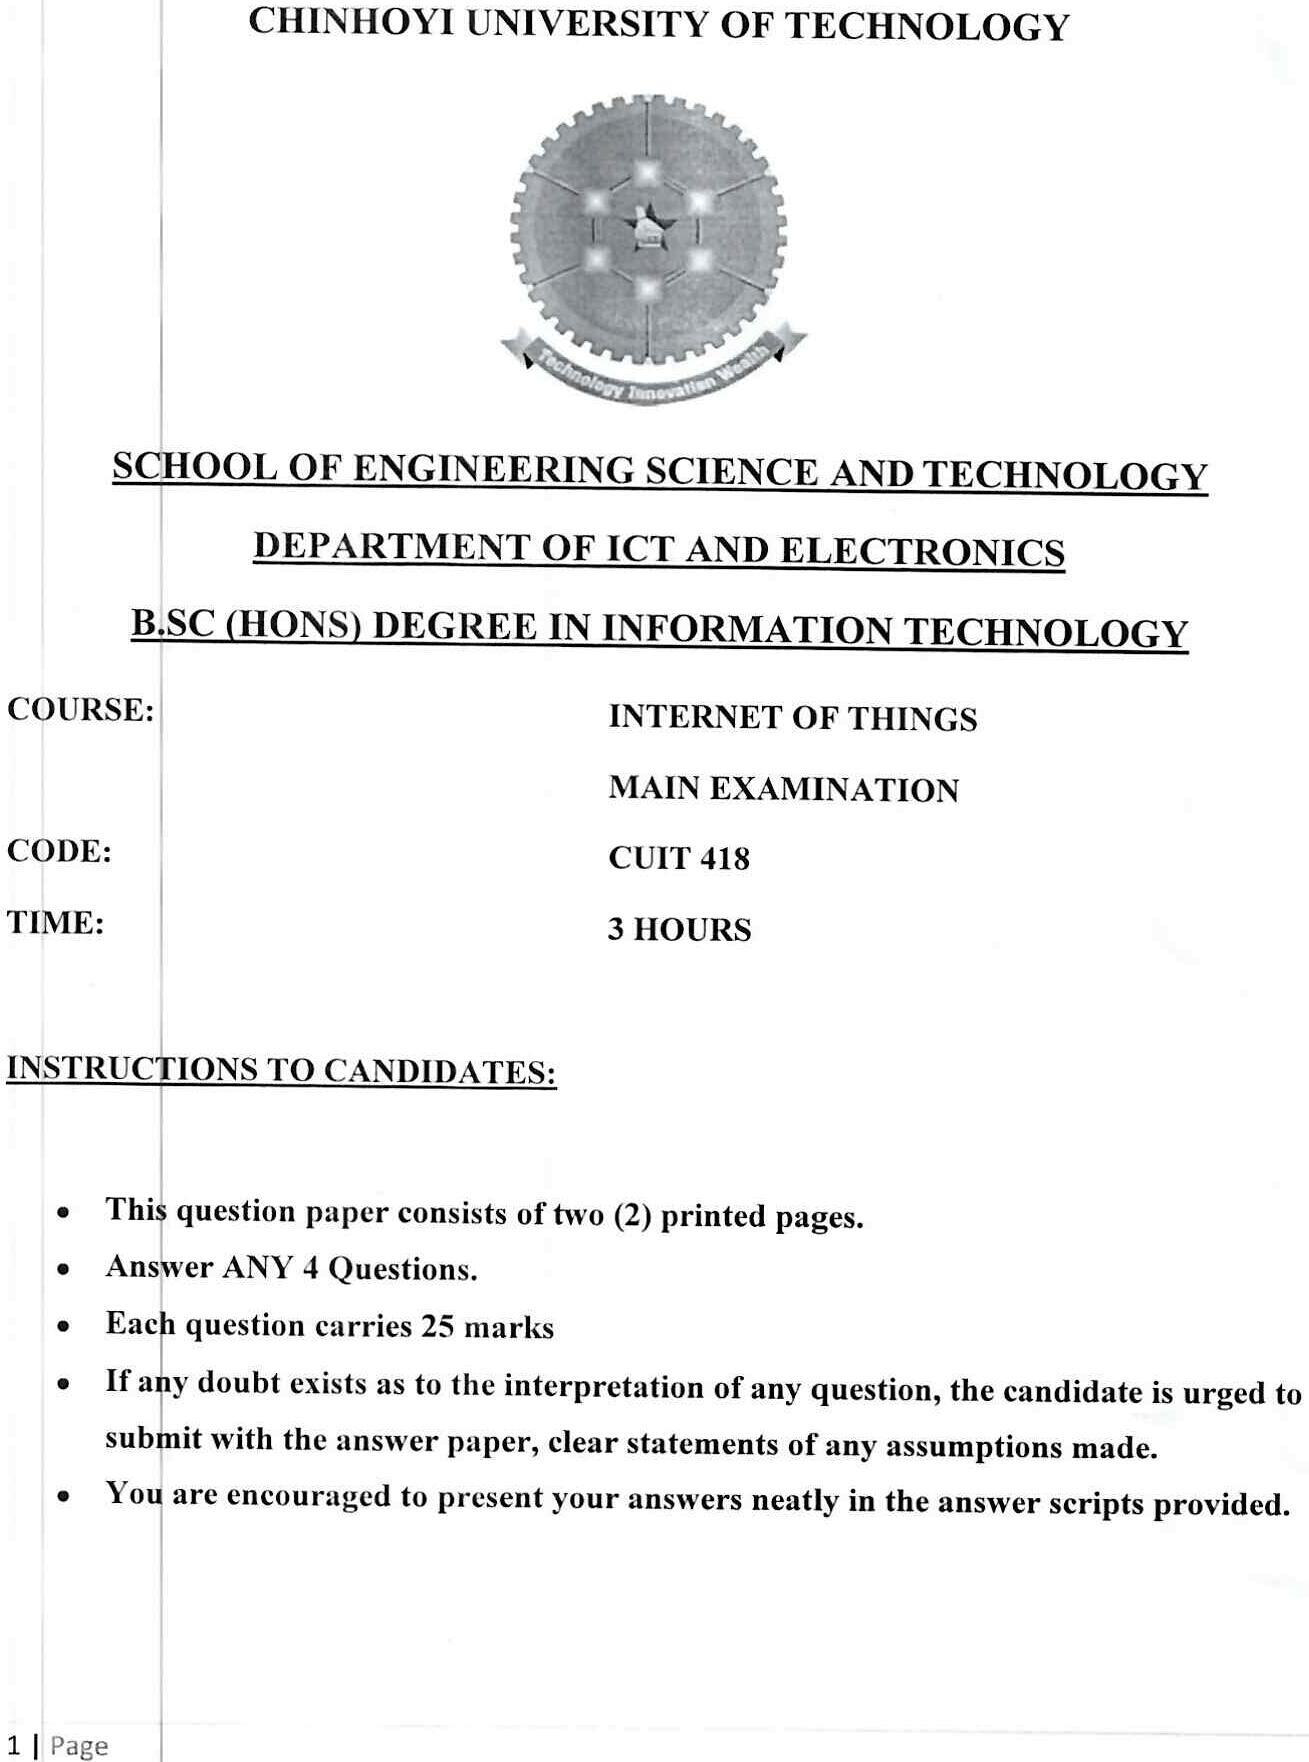 CHINHOYI UNIVERSITY OF TECHNOLOGY
Technology Innovation Wealth
SCHOOL OF ENGINEERING SCIENCE AND TECHNOLOGY
DEPARTMENT OF ICT AND ELECTRONICS
B.SC (HONS) DEGREE IN INFORMATION TECHNOLOGY
COURSE: INTERNET OF THINGS
MAIN EXAMINATION
CODE: CUIT 418
TIME: 3 HOURS
INSTRUCTIONS TO CANDIDATES:
• This question paper consists of two (2) printed pages.
• Answer ANY 4 Questions.
• Each question carries 25 marks
• If any doubt exists as to the interpretation of any question, the candidate is urged to
submit with the answer paper, clear statements of any assumptions made.
• You are encouraged to present your answers neatly in the answer scripts provided.
1 | Page